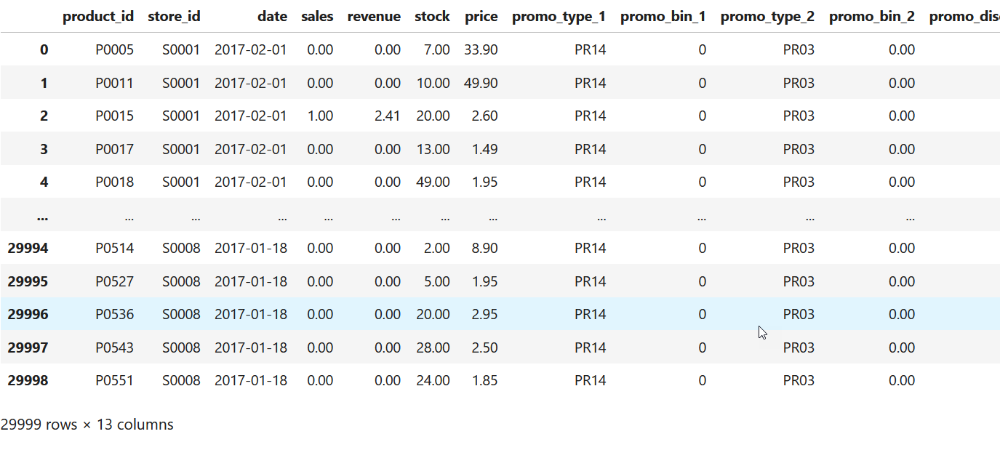 product_id store_id date sales revenue stock price promo_type_1 promo_bin_1 promo_type_2 promo_bin_2
0 P0005 S0001 2017-02-01 0.00 0.00 7.00 33.90 PR14 0 PR03 0.00
1 P0011 S0001 2017-02-01 0.00 0.00 10.00 49.90 PR14 0 PR03 0.00
2 P0015 S0001 2017-02-01 1.00 2.41 20.00 2.60 PR14 0 PR03 0.00
3 P0017 S0001 2017-02-01 0.00 0.00 13.00 1.49 PR14 0 PR03 0.00
4 P0018 S0001 2017-02-01 0.00 0.00 49.00 1.95 PR14 0 PR03 0.00
... ... ... ... ... ... ... ... ... ... ... ...
29994 P0514 S0008 2017-01-18 0.00 0.00 2.00 8.90 PR14 0 PR03 0.00
29995 P0527 S0008 2017-01-18 0.00 0.00 5.00 1.95 PR14 0 PR03 0.00
29996 P0536 S0008 2017-01-18 0.00 0.00 20.00 2.95 PR14 0 PR03 0.00
29997 P0543 S0008 2017-01-18 0.00 0.00 28.00 2.50 PR14 0 PR03 0.00
29998 P0551 S0008 2017-01-18 0.00 0.00 24.00 1.85 PR14 0 PR03 0.00
29999 rows × 13 columns